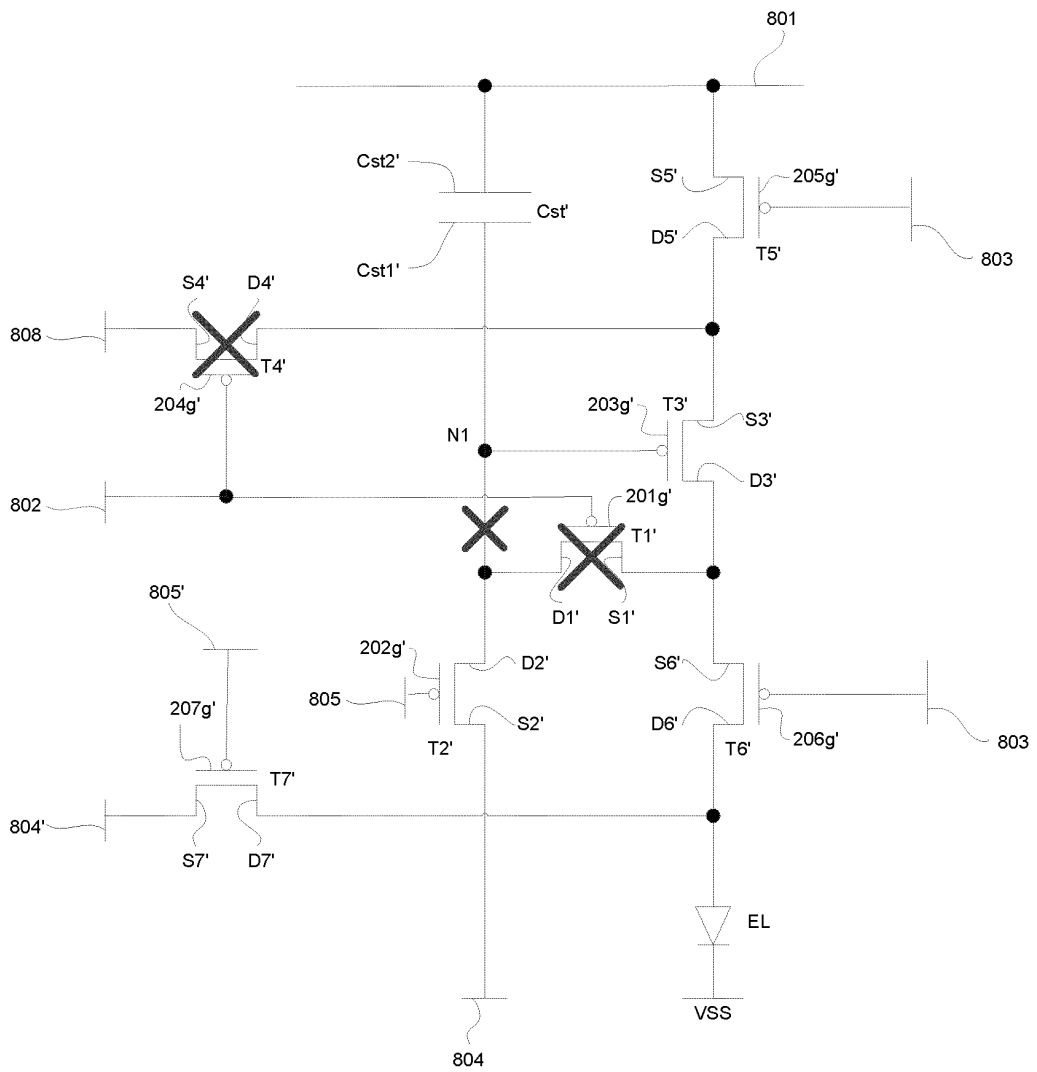 801
Cst2'
S5'
205g'
Cst'
D5'
T5'
Cst1'
803
S4'
D4'
808
T4'
204g'
203g'
T3'
S3'
N1
D3'
802
201g'
T1'
805'
D1'
S1'
202g'
D2'
S6'
805
207g'
S2'
D6'
T2'
T6'
206g'
803
T7'
804'
S7'
D7'
EL
VSS
804